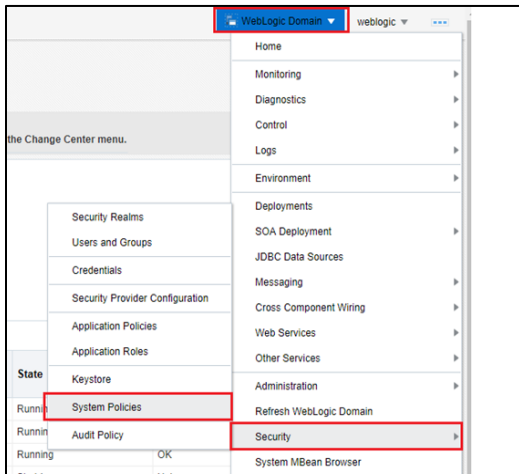 WebLogic Domain
weblogic
Home
Monitoring
Diagnostics
the Change Center menu.
Control
Logs
Environment
Deployments
SOA Deployment
JDBC Data Sources
Messaging
Cross Component Wiring
Web Services
Other Services
Administration
Refresh WebLogic Domain
Security
System MBean Browser
Security Realms
Users and Groups
Credentials
Security Provider Configuration
Application Policies
Application Roles
Keystore
System Policies
Audit Policy
State
Running
OK